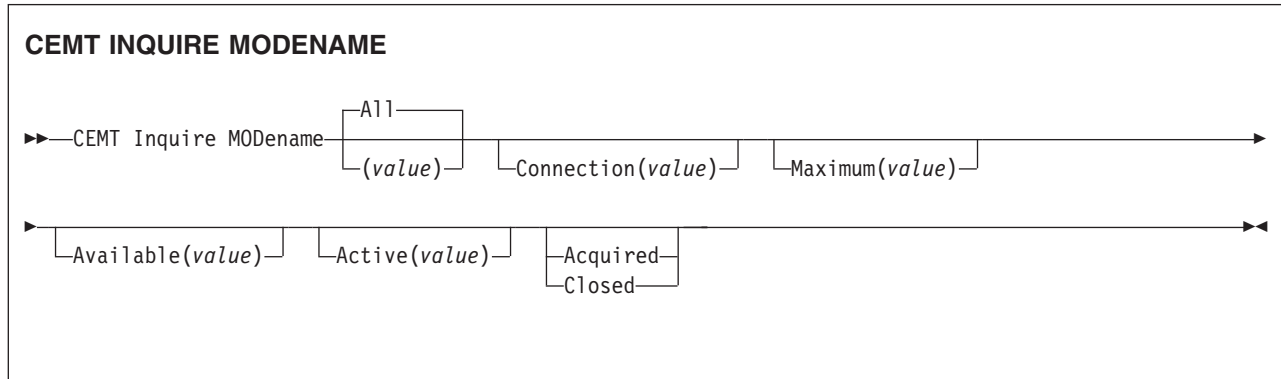 CEMT INQUIRE MODENAME
All
CEMT Inquire MODename
(value)
Connection(value)
Maximum(value)
Available(value)
Active(value)
Acquired
Closed